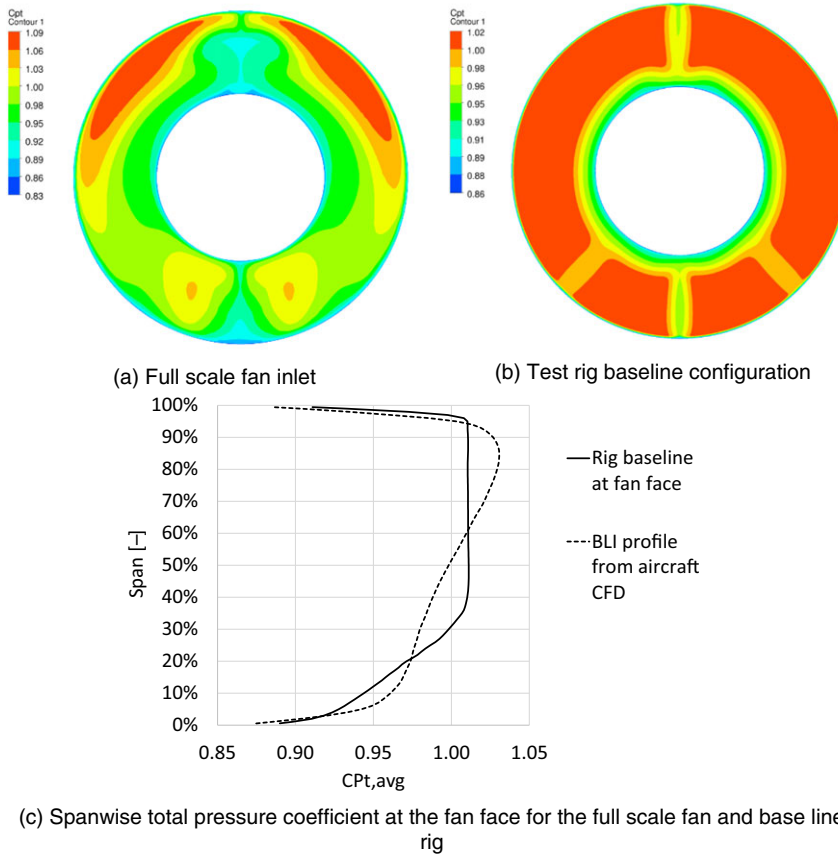 Cpt
Contour 1
1.09
1.06
1.03
1.00
0.98
0.95
0.92
0.89
0.86
0.83
(a) Full scale fan inlet
Cpt
Contour 1
1.02
1.00
0.98
0.96
0.95
0.93
0.91
0.90
0.88
0.86
(b) Test rig baseline configuration
100%
90%
80%
70%
60%
50%
40%
30%
20%
10%
0%
Span [–]
0.85 0.90 0.95 1.00 1.05
CPt,avg
Rig baseline
at fan face
BLI profile
from aircraft
CFD
(c) Spanwise total pressure coefficient at the fan face for the full scale fan and base line
rig